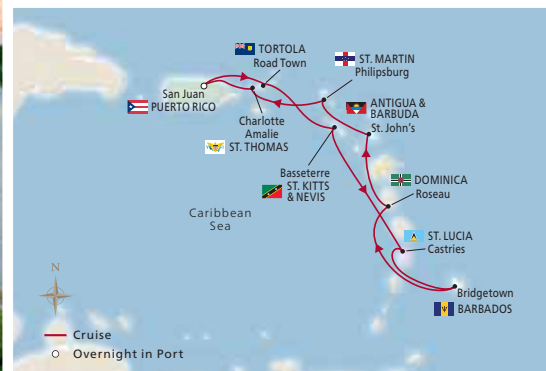 TORTOLA
Road Town
ST. MARTIN
Philipsburg
San Juan
PUERTO RICO
ANTIGUA &
BARBUDA
St. John's
Charlotte
Amalie
ST. THOMAS
Basseterre
ST. KITTS
& NEVIS
DOMINICA
Roseau
Caribbean
Sea
ST. LUCIA
Castries
N
Bridgetown
BARBADOS
Cruise
Overnight in Port